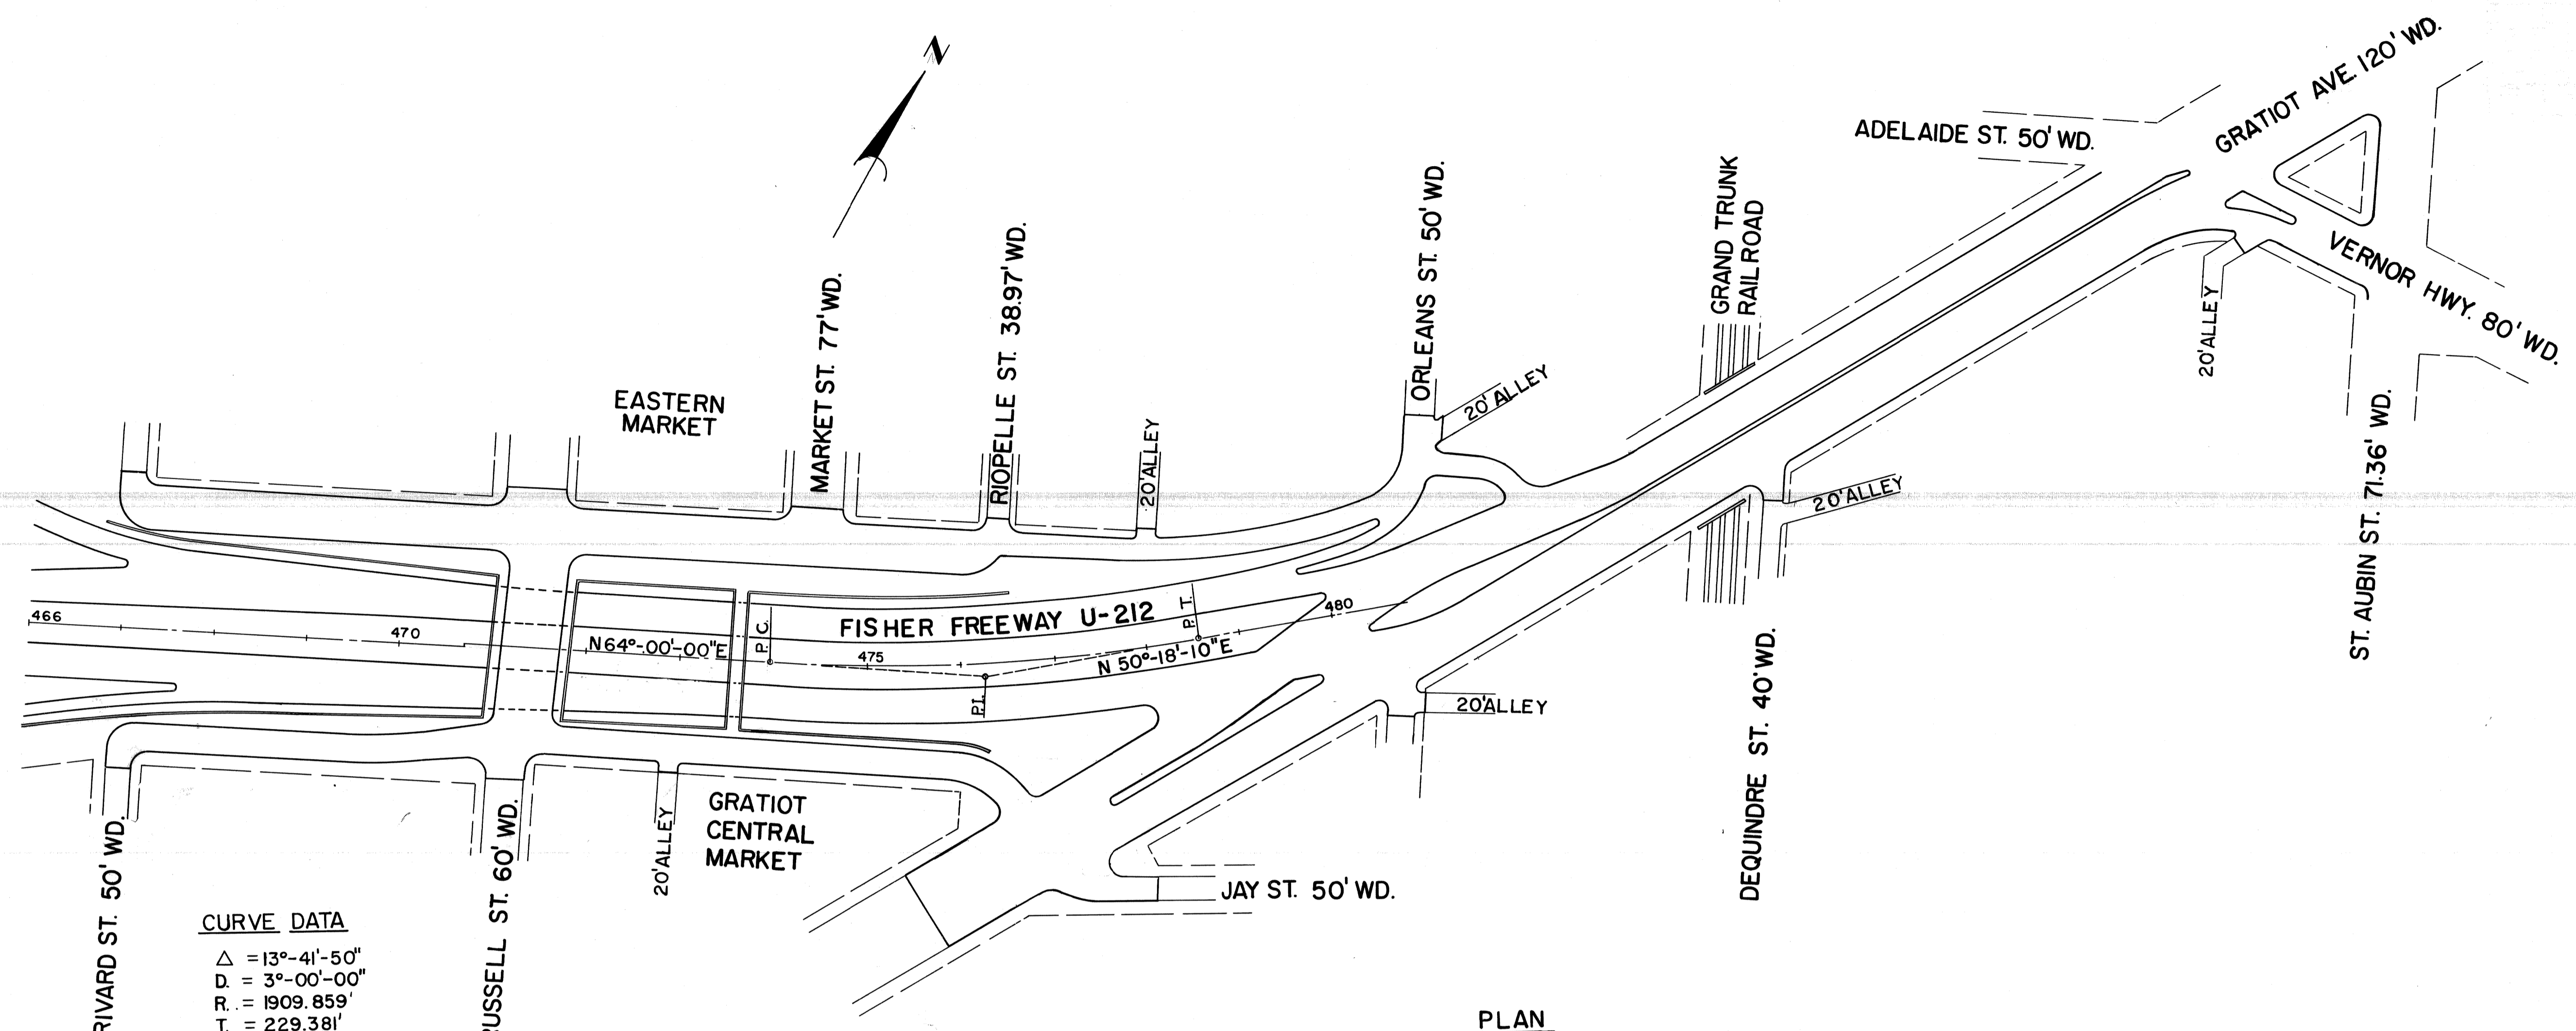 N
GRATIOT AVE. 120' WD.
ADELAIDE ST. 50' WD.
VERNOR HWY. 80' WD.
20' ALLEY
ST. AUBIN ST. 71.36' WD.
GRAND TRUNK
RAILROAD
ORLEANS ST. 50' WD.
20' ALLEY
RIOPELLE ST. 38.97' WD.
MARKET ST. 77' WD.
EASTERN
MARKET
20' ALLEY
20' ALLEY
466
470
N 64°-00'-00" E
P.C.
FISHER FREEWAY U-212
475
P.I.
N 50°-18'-10" E
P.T.
480
20' ALLEY
DEQUINDRE ST. 40' WD.
RIVARD ST. 50' WD.
RUSSELL ST. 60' WD.
20' ALLEY
GRATIOT
CENTRAL
MARKET
JAY ST. 50' WD.
CURVE DATA
△ = 13°-41'-50"
D. = 3°-00'-00"
R. = 1909.859'
T. = 229.381'
PLAN